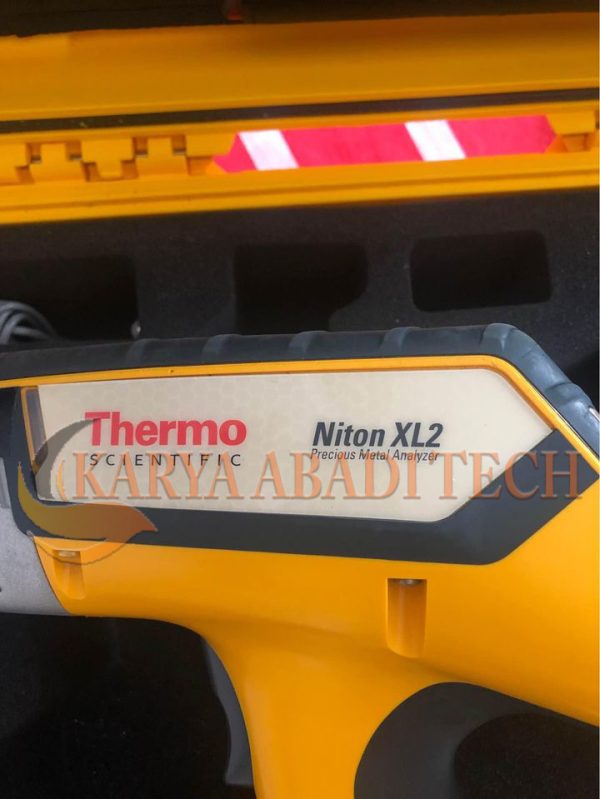 Thermo
SCIENTIFIC
Niton XL2
Precious Metal Analyzer
KARYA ABADI TECH